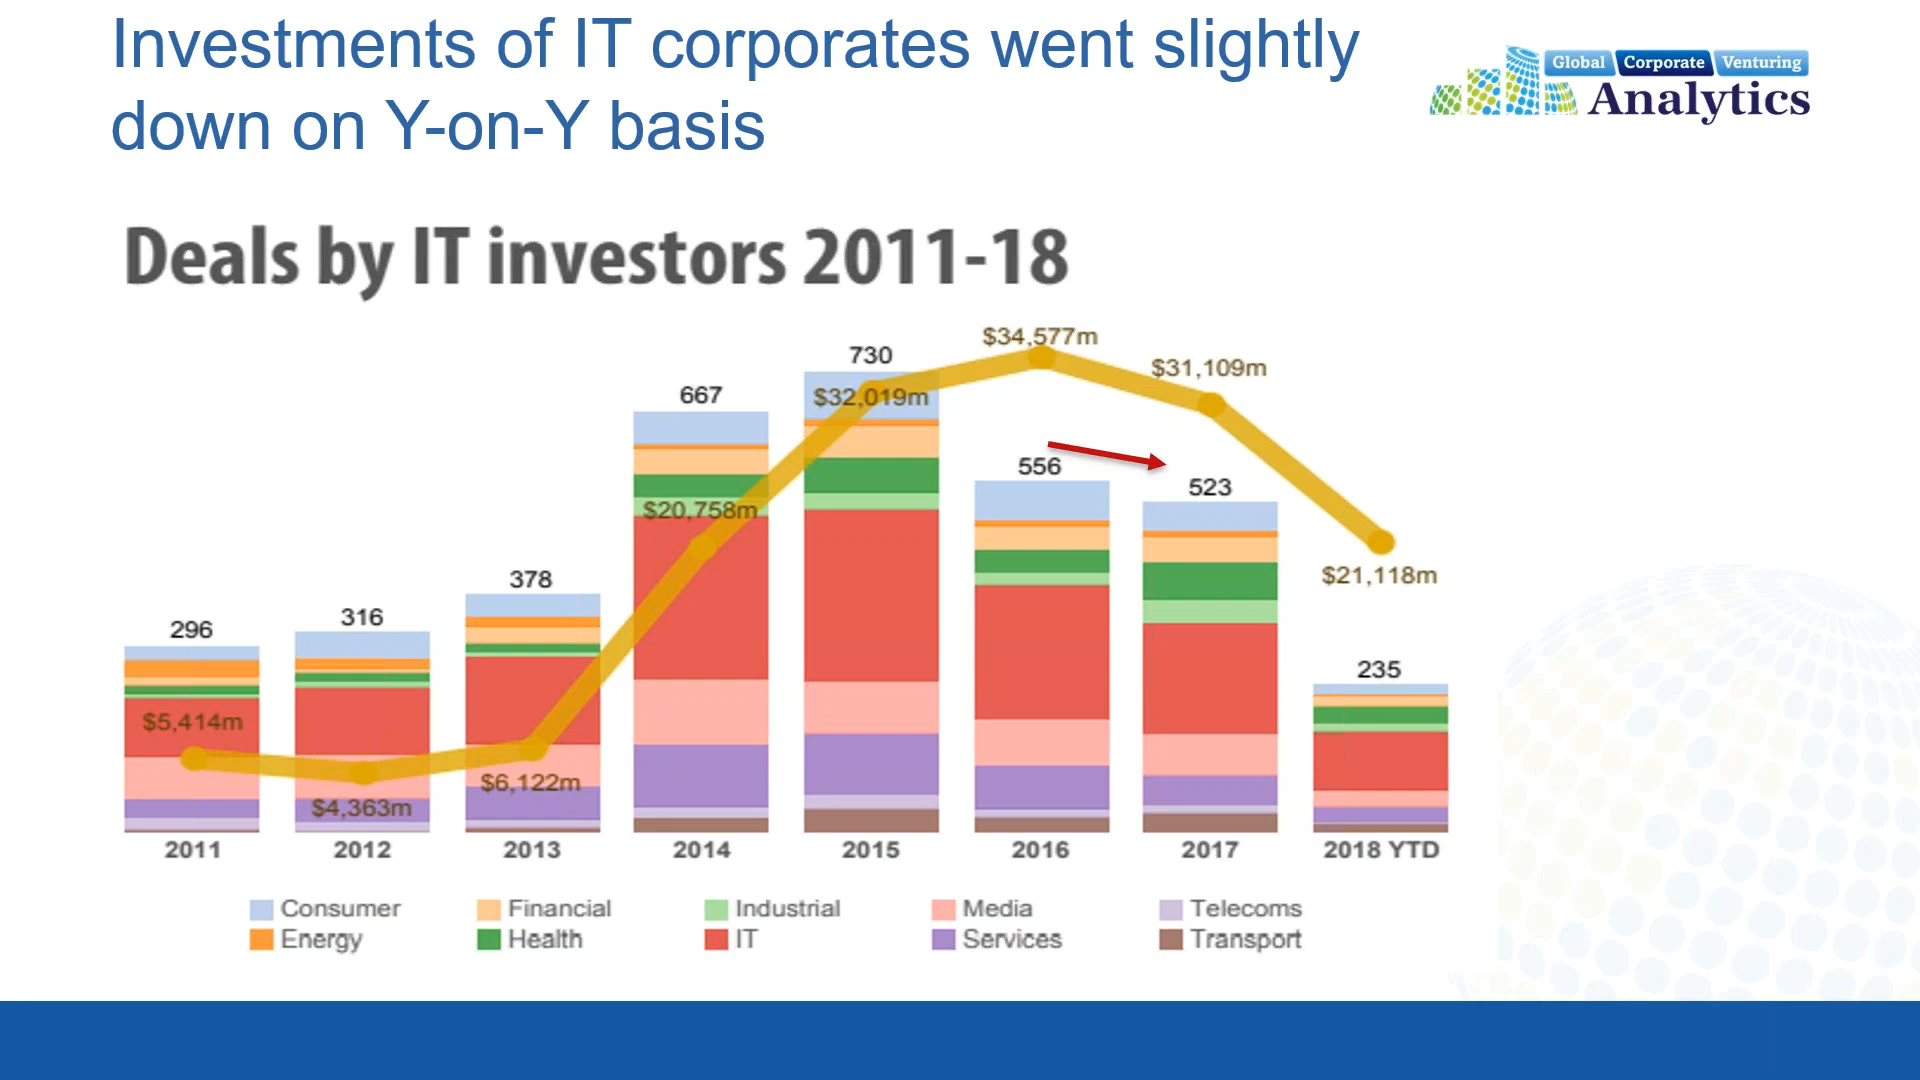 Investments of IT corporates went slightly
down on Y-on-Y basis
Global Corporate Venturing
Analytics
Deals by IT investors 2011-18
$34,577m
730
$31,109m
667
$32,019m
556
523
$20,758m
378
$21,118m
316
296
235
$5,414m
$6,122m
$4,363m
2011 2012 2013 2014 2015 2016 2017 2018 YTD
Consumer Financial Industrial Media Telecoms
Energy Health IT Services Transport